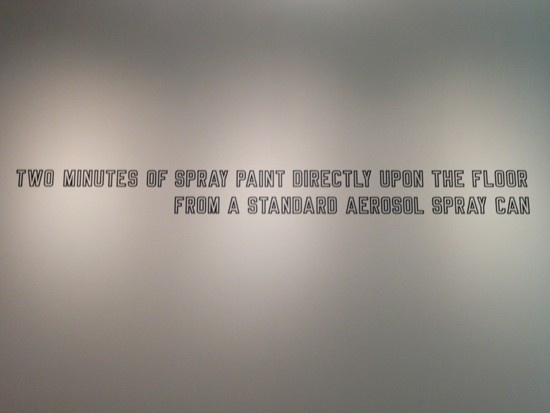 TWO MINUTES OF SPRAY PAINT DIRECTLY UPON THE FLOOR
FROM A STANDARD AEROSOL SPRAY CAN